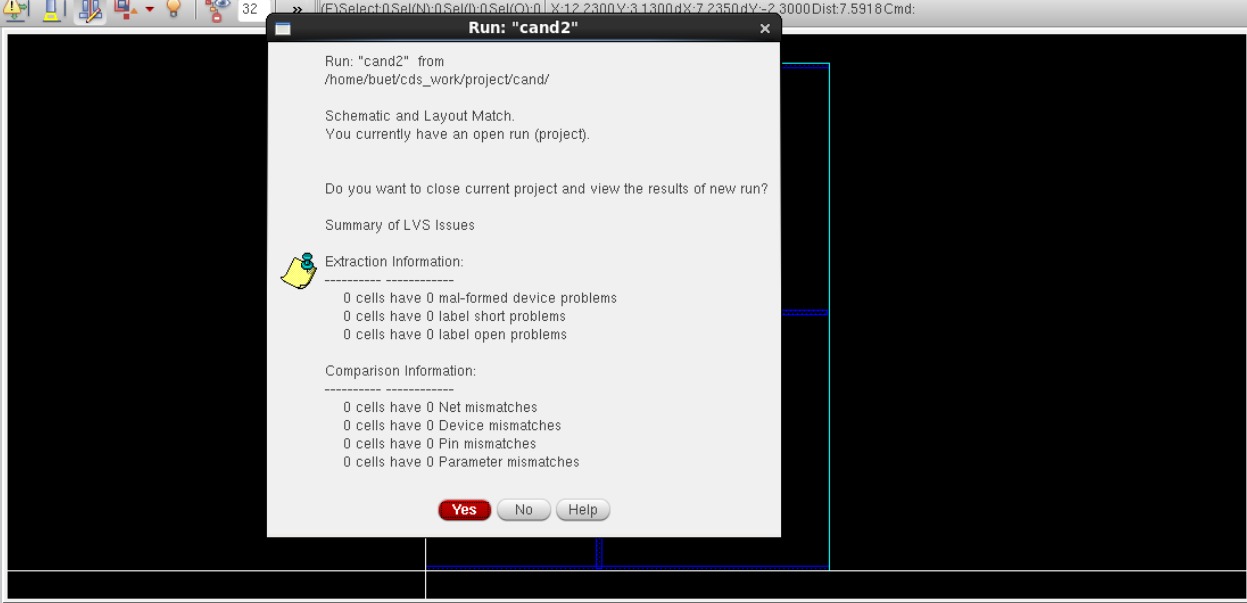 32 » (F)Select:0 Sel(N):0 Sel(I):0 Sel(O):0 X:12.2300 Y:3.1300 dX:7.2350 dY:-2.3000 Dist:7.5918 Cmd:
Run: "cand2"
Run: "cand2" from
/home/buet/cds_work/project/cand/
Schematic and Layout Match.
You currently have an open run (project).
Do you want to close current project and view the results of new run?
Summary of LVS Issues
Extraction Information:
---------- ------------
0 cells have 0 mal-formed device problems
0 cells have 0 label short problems
0 cells have 0 label open problems
Comparison Information:
---------- ------------
0 cells have 0 Net mismatches
0 cells have 0 Device mismatches
0 cells have 0 Pin mismatches
0 cells have 0 Parameter mismatches
Yes No Help